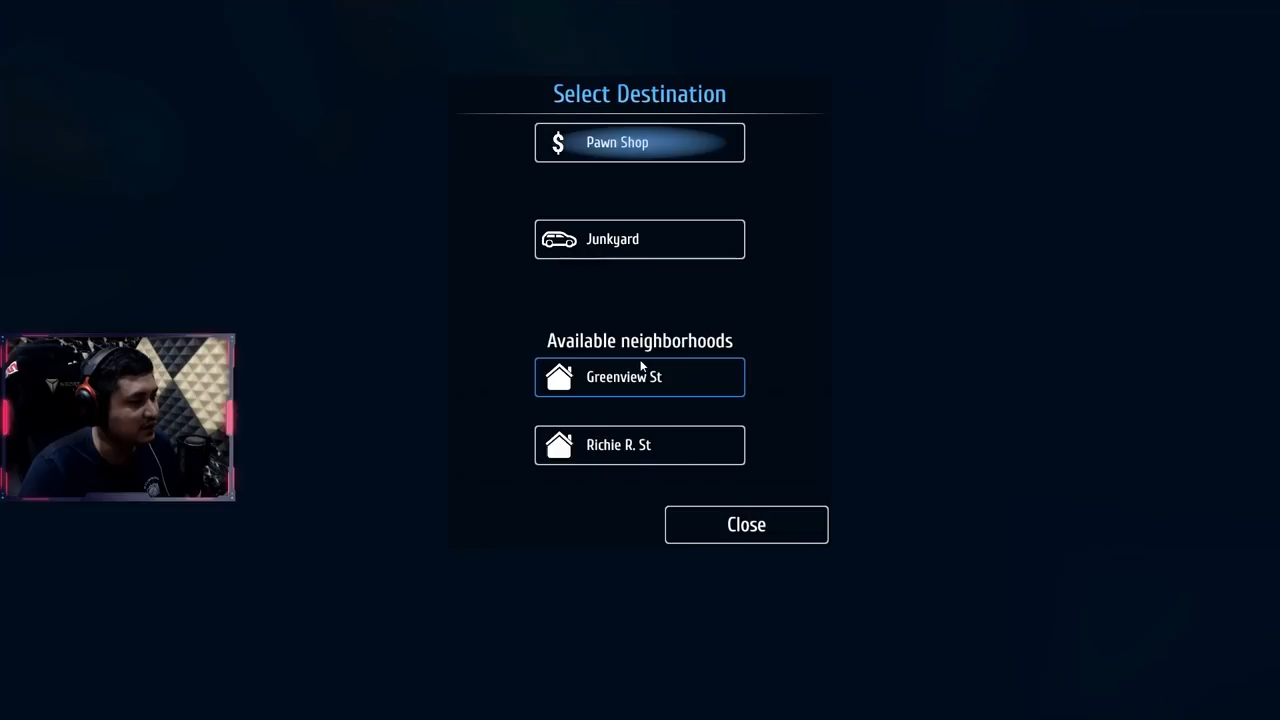 Select Destination
$ Pawn Shop
Junkyard
Available neighborhoods
Greenview St
Richie R. St
Close